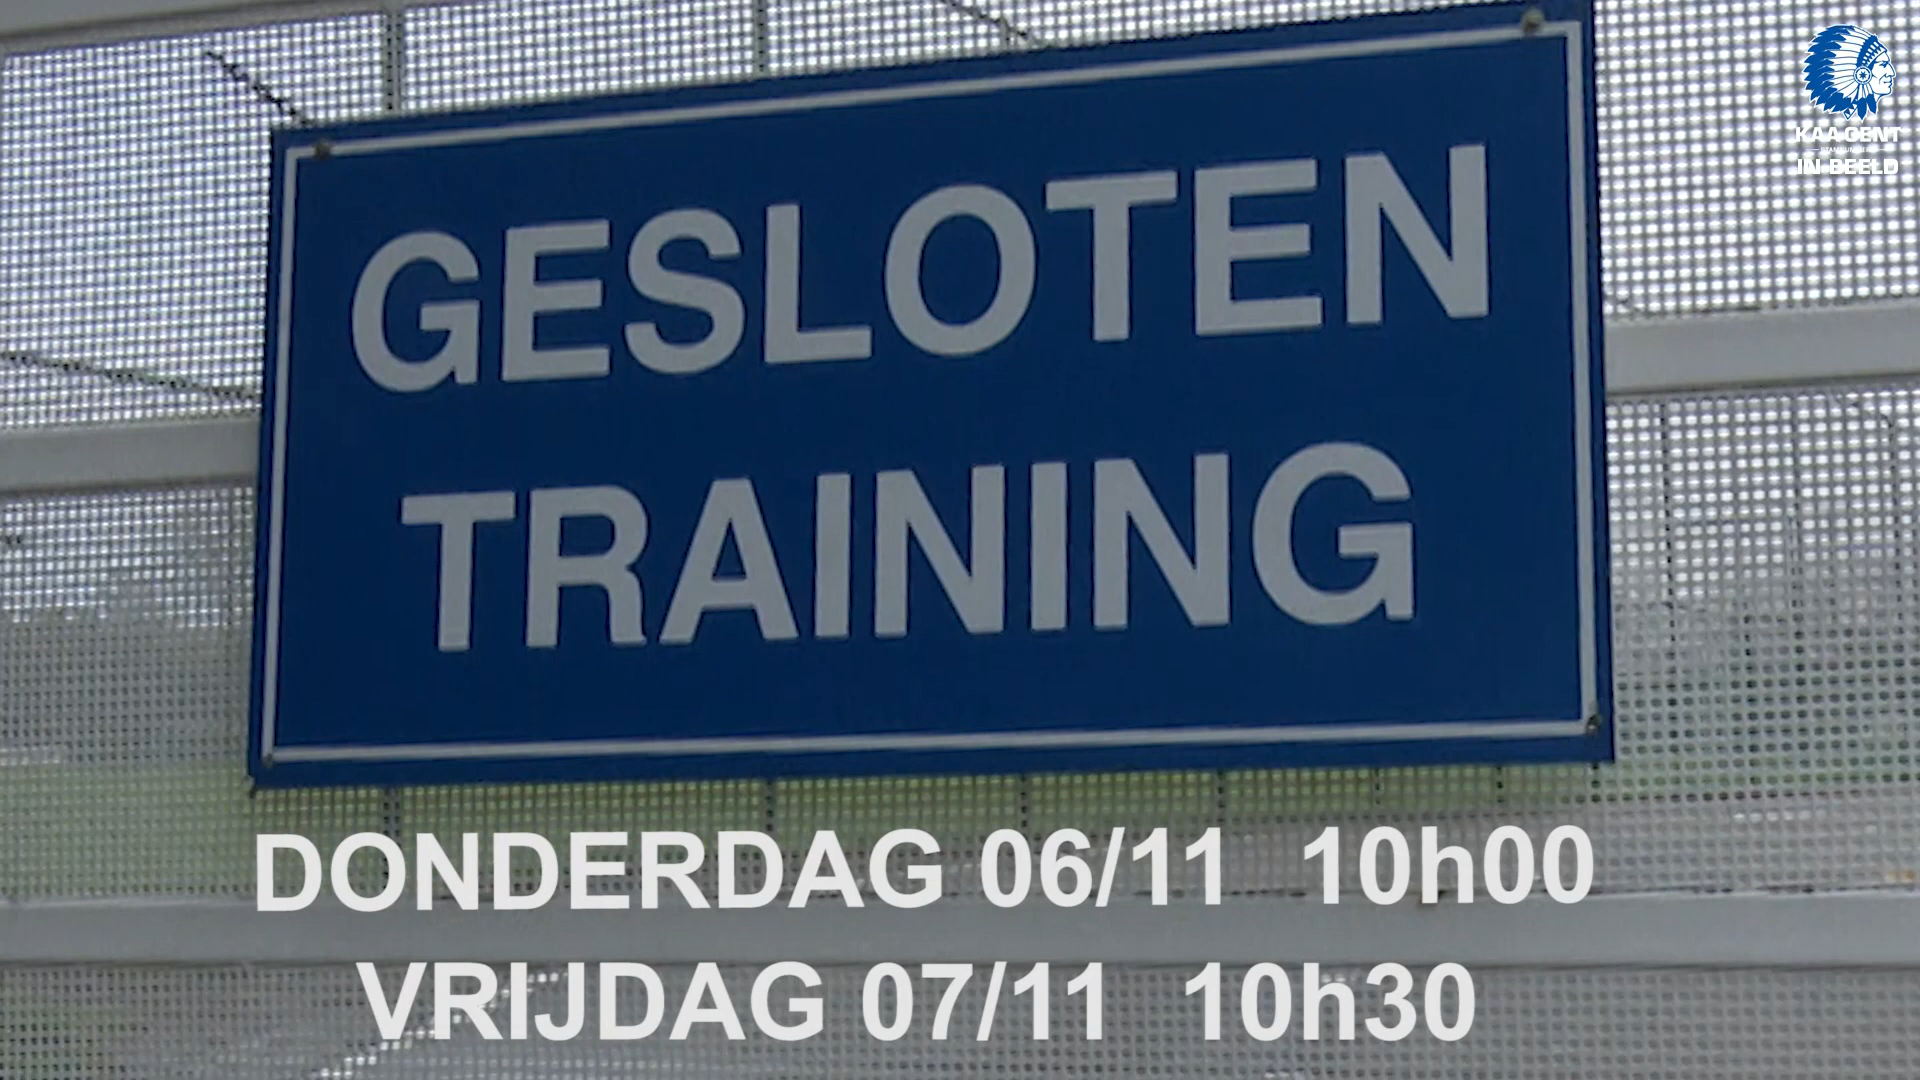 GESLOTEN
TRAINING
DONDERDAG 06/11 10h00
VRIJDAG 07/11 10h30
KAA GENT
IN BEELD